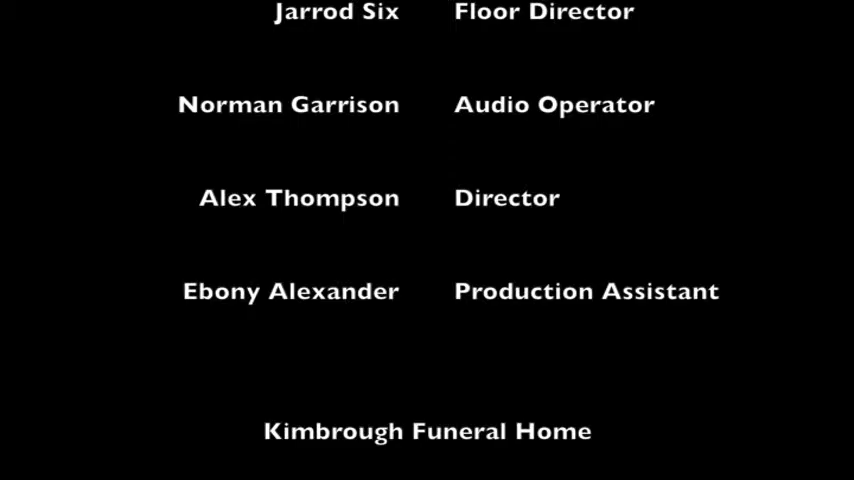 Jarrod Six Floor Director
Norman Garrison Audio Operator
Alex Thompson Director
Ebony Alexander Production Assistant
Kimbrough Funeral Home